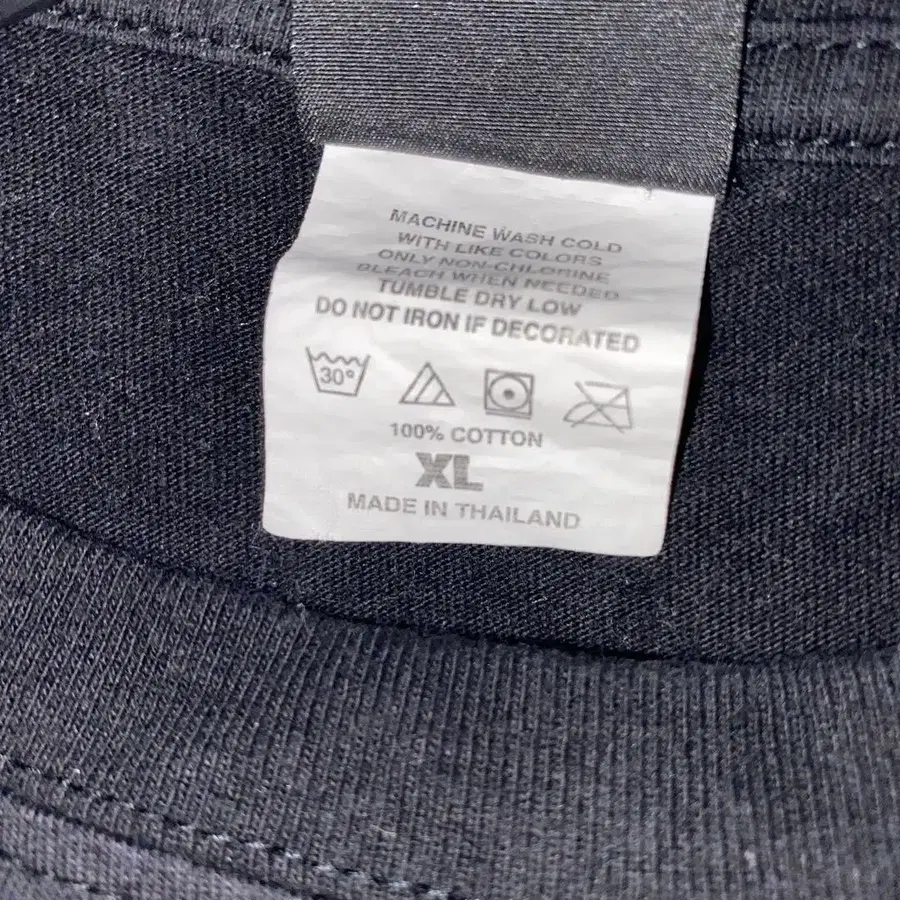 MACHINE WASH COLD
WITH LIKE COLORS
ONLY NON-CHLORINE
BLEACH WHEN NEEDED
TUMBLE DRY LOW
DO NOT IRON IF DECORATED
30°
100% COTTON
XL
MADE IN THAILAND